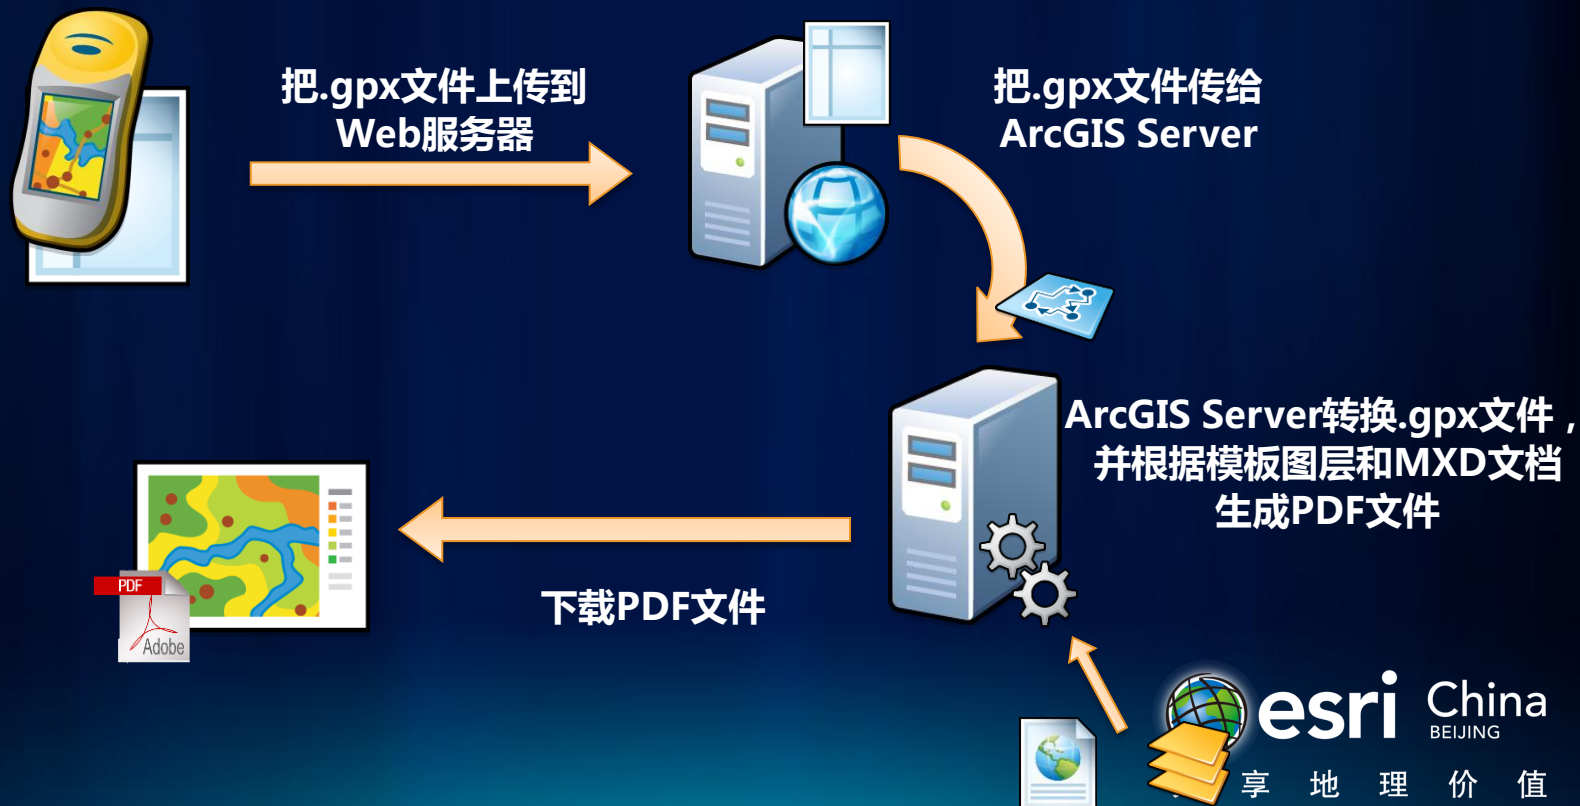 把.gpx文件上传到
Web服务器
把.gpx文件传给
ArcGIS Server
ArcGIS Server转换.gpx文件，
并根据模板图层和MXD文档
生成PDF文件
下载PDF文件
PDF
Adobe
esri China
BEIJING
享地理价值